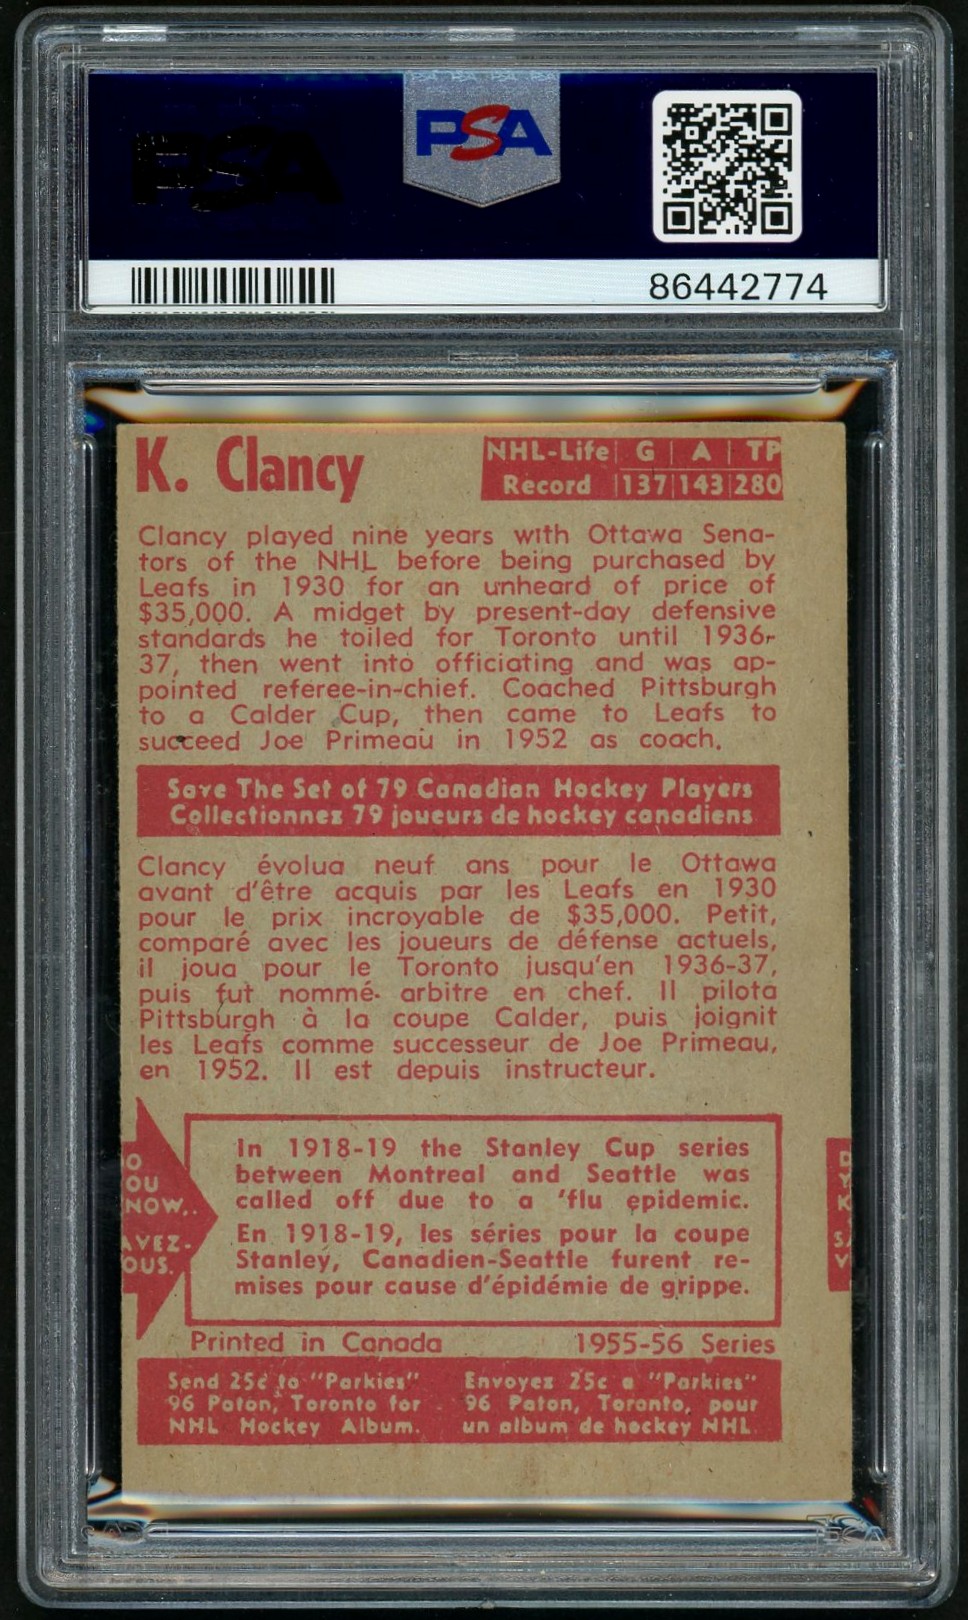 PSA
86442774
K. Clancy
NHL-Life G A TP
Record 137 143 280
Clancy played nine years with Ottawa Sena-
tors of the NHL before being purchased by
Leafs in 1930 for an unheard of price of
$35,000. A midget by present-day defensive
standards he toiled for Toronto until 1936-
37, then went into officiating and was ap-
pointed referee-in-chief. Coached Pittsburgh
to a Calder Cup, then came to Leafs to
succeed Joe Primeau in 1952 as coach.
Save The Set of 79 Canadian Hockey Players
Collectionnez 79 joueurs de hockey canadiens
Clancy évolua neuf ans pour le Ottawa
avant d'être acquis par les Leafs en 1930
pour le prix incroyable de $35,000. Petit,
comparé avec les joueurs de défense actuels,
il joua pour le Toronto jusqu'en 1936-37,
puis fut nommé arbitre en chef. Il pilota
Pittsburgh à la coupe Calder, puis joignit
les Leafs comme successeur de Joe Primeau,
en 1952. Il est depuis instructeur.
O
OU
NOW,.
AVEZ-
OUS.
In 1918-19 the Stanley Cup series
between Montreal and Seattle was
called off due to a 'flu epidemic.
En 1918-19, les séries pour la coupe
Stanley, Canadien-Seattle furent re-
mises pour cause d'épidémie de grippe.
D
Y
K
SA
V
Printed in Canada 1955-56 Series
Send 25¢ to "Parkies"
96 Paton, Toronto for
NHL Hockey Album.
Envoyez 25c a "Parkies"
96 Paton, Toronto, pour
un album de hockey NHL